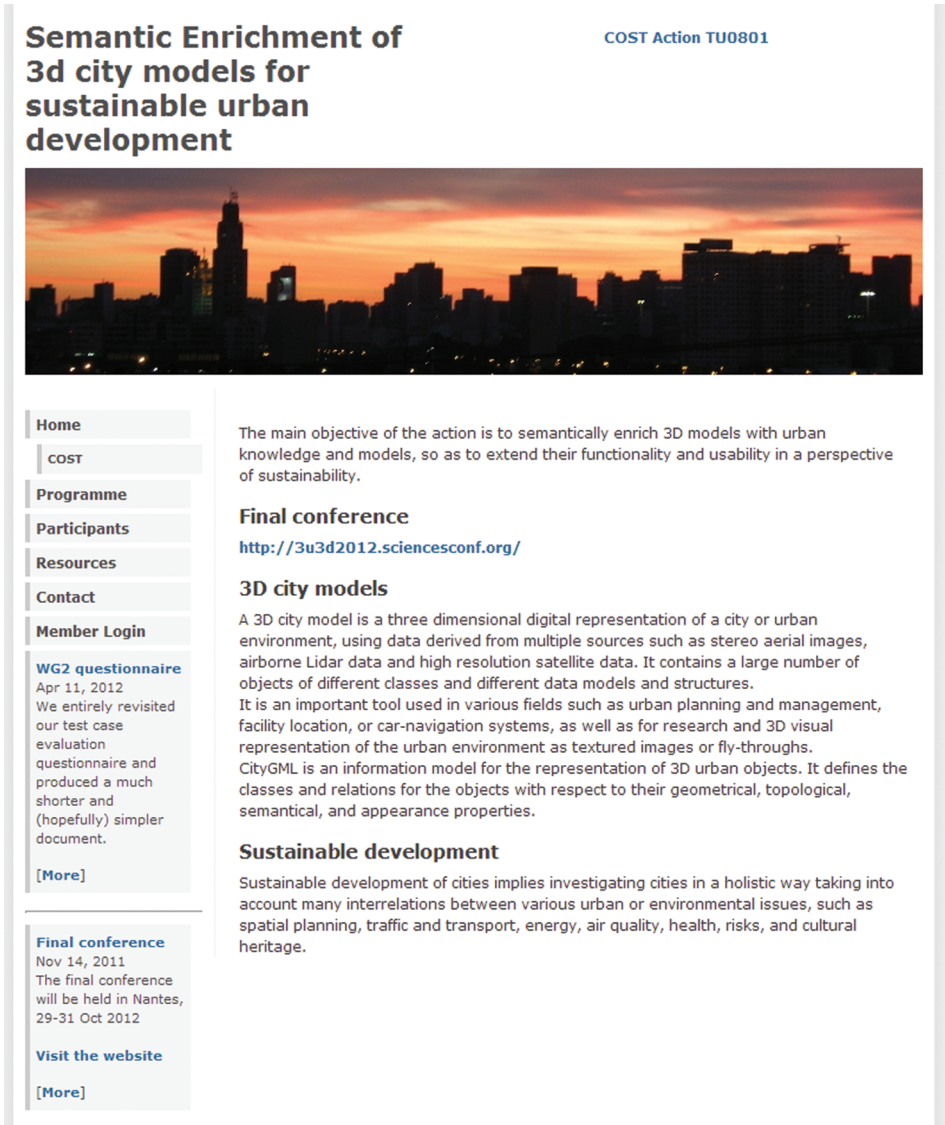 Semantic Enrichment of
3d city models for
sustainable urban
development
COST Action TU0801
Home
COST
Programme
Participants
Resources
Contact
Member Login
WG2 questionnaire
Apr 11, 2012
We entirely revisited
our test case
evaluation
questionnaire and
produced a much
shorter and
(hopefully) simpler
document.
[More]
Final conference
Nov 14, 2011
The final conference
will be held in Nantes,
29-31 Oct 2012
Visit the website
[More]
The main objective of the action is to semantically enrich 3D models with urban
knowledge and models, so as to extend their functionality and usability in a perspective
of sustainability.
Final conference
http://3u3d2012.sciencesconf.org/
3D city models
A 3D city model is a three dimensional digital representation of a city or urban
environment, using data derived from multiple sources such as stereo aerial images,
airborne Lidar data and high resolution satellite data. It contains a large number of
objects of different classes and different data models and structures.
It is an important tool used in various fields such as urban planning and management,
facility location, or car-navigation systems, as well as for research and 3D visual
representation of the urban environment as textured images or fly-throughs.
CityGML is an information model for the representation of 3D urban objects. It defines the
classes and relations for the objects with respect to their geometrical, topological,
semantical, and appearance properties.
Sustainable development
Sustainable development of cities implies investigating cities in a holistic way taking into
account many interrelations between various urban or environmental issues, such as
spatial planning, traffic and transport, energy, air quality, health, risks, and cultural
heritage.